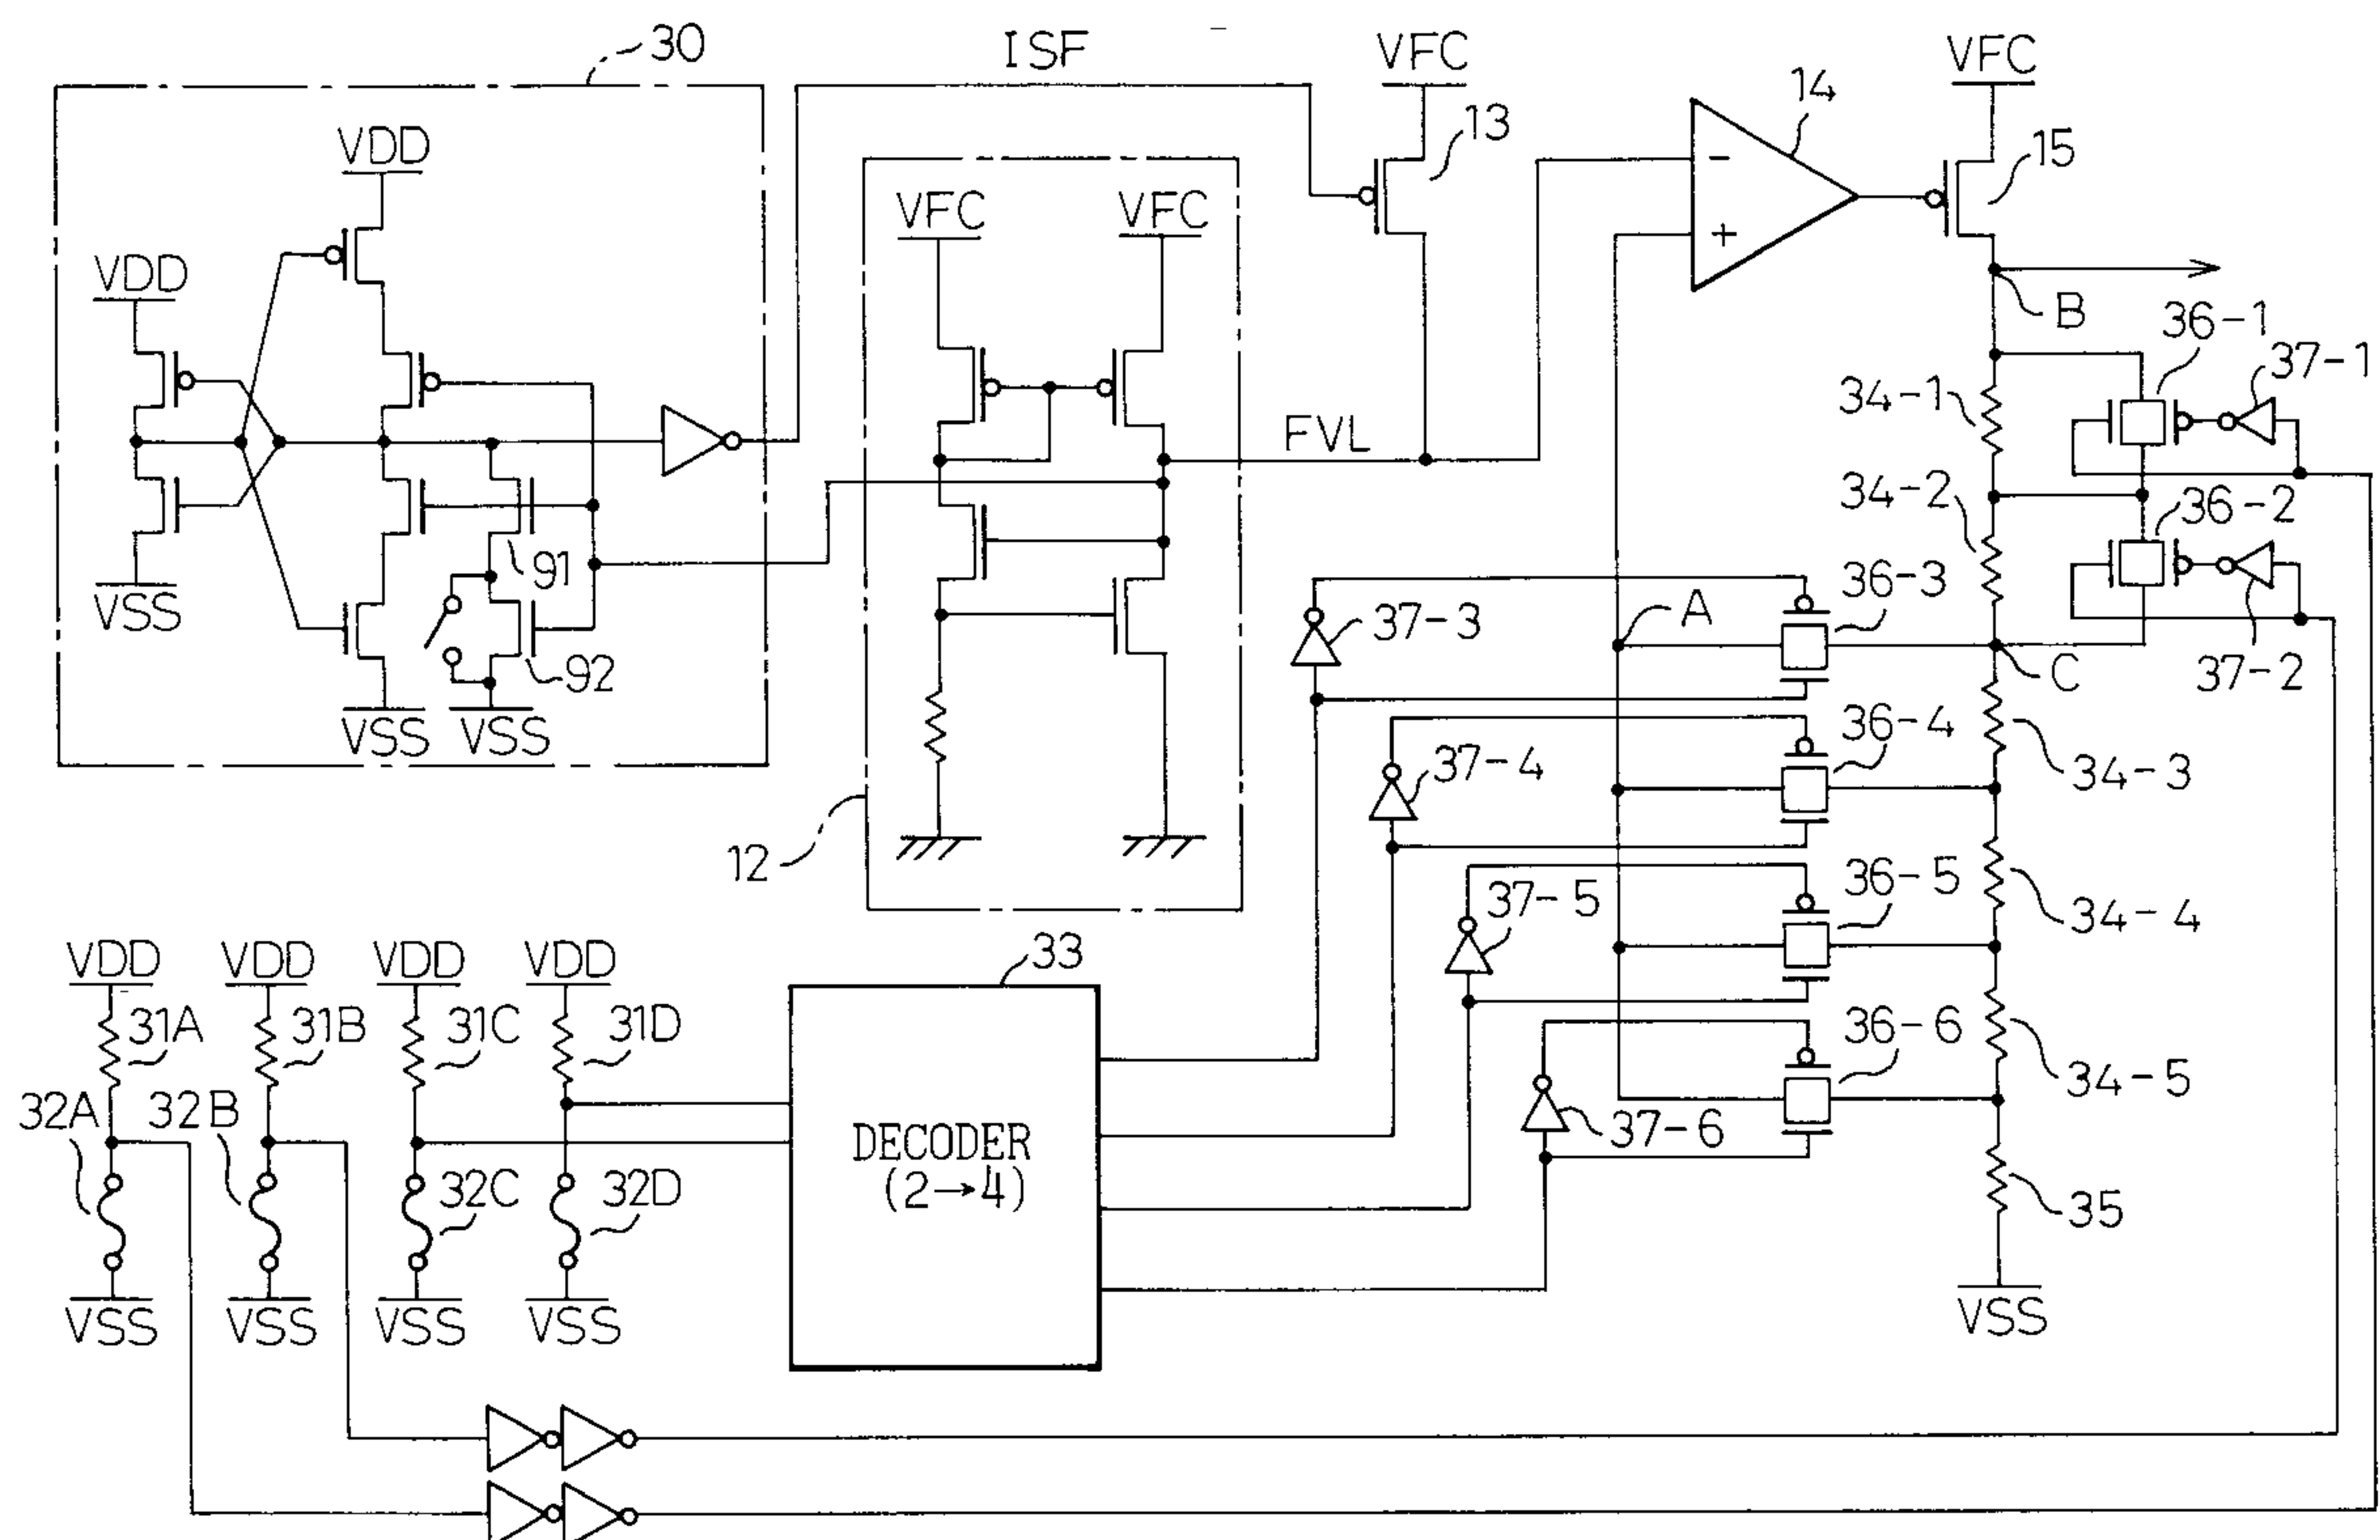 30
ISF
VFC
VFC
14
13
15
VDD
VDD
VFC
VFC
-
+
B
36-1
37-1
34-1
FVL
34-2
36-2
91
VSS
36-3
A
37-3
C
37-2
92
VSS
VSS
36-4
37-4
34-3
12
36-5
37-5
34-4
33
VDD
VDD
VDD
VDD
31A
31B
31C
31D
36-6
34-5
32A
32B
37-6
DECODER
(2→4)
32C
32D
35
VSS
VSS
VSS
VSS
VSS